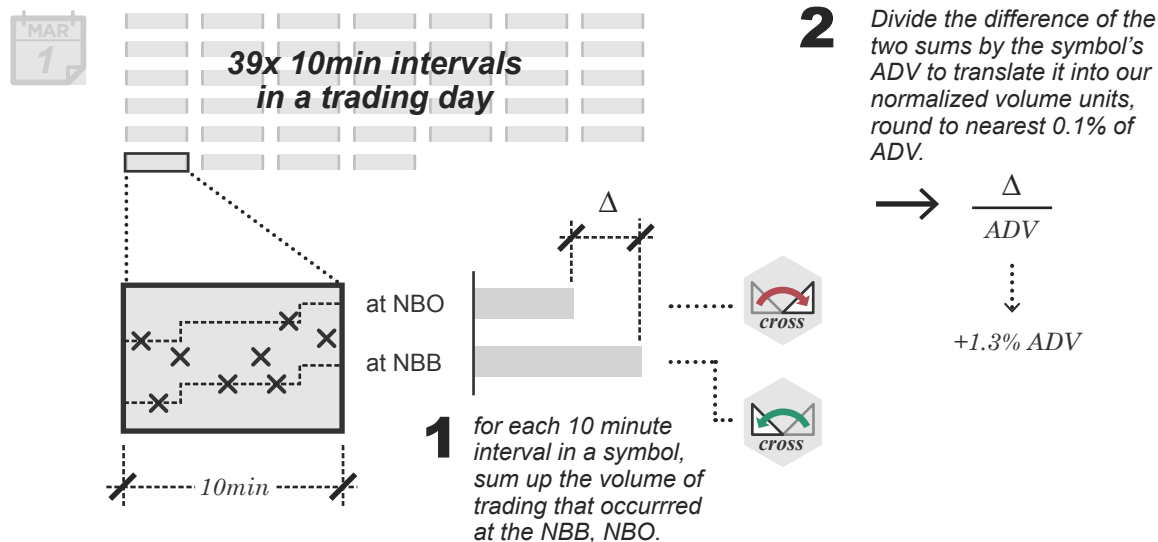 MAR
1
39x 10min intervals
in a trading day
10min
at NBO
at NBB
Δ
cross
cross
1
for each 10 minute
interval in a symbol,
sum up the volume of
trading that occurrred
at the NBB, NBO.
2
Divide the difference of the
two sums by the symbol's
ADV to translate it into our
normalized volume units,
round to nearest 0.1% of
ADV.
Δ
ADV
+1.3% ADV